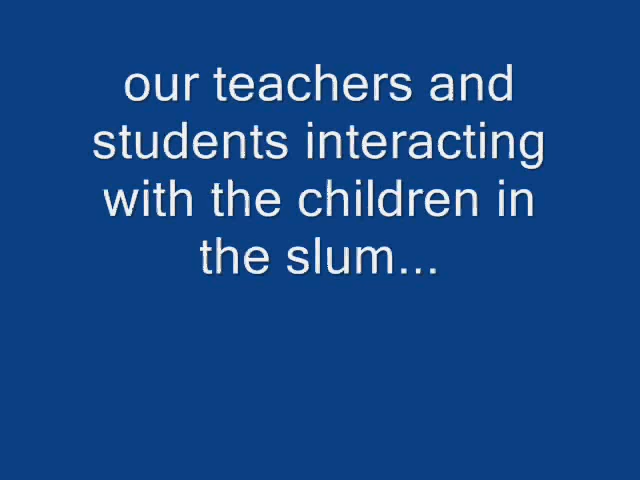 our teachers and
students interacting
with the children in
the slum...